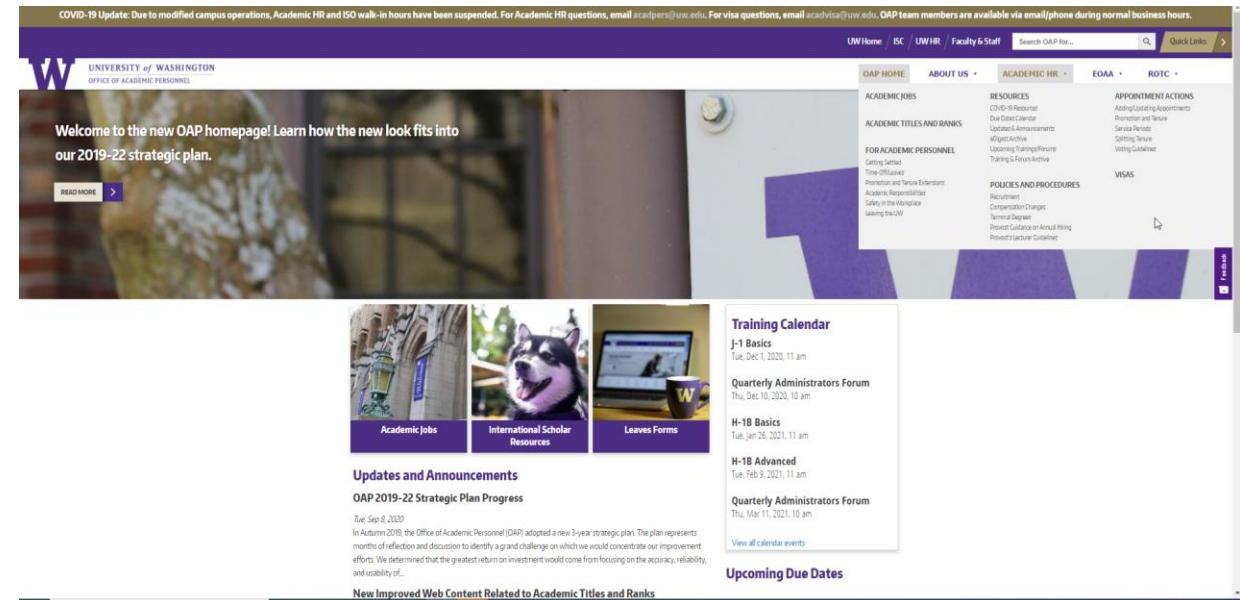 COVID-19 Update: Due to modified campus operations, Academic HR and ISO walk-in hours have been suspended. For Academic HR questions, email acadpers@uw.edu. For visa questions, email acadvisa@uw.edu. OAP team members are available via email/phone during normal business hours.
UW Home / ISC / UW HR / Faculty & Staff Search OAP for... Quick Links
W UNIVERSITY of WASHINGTON
OFFICE OF ACADEMIC PERSONNEL
OAP HOME ABOUT US ACADEMIC HR EOAA ROTC
ACADEMIC JOBS
ACADEMIC TITLES AND RANKS
FOR ACADEMIC PERSONNEL
Getting Settled
Time-Off/Leaves
Promotion and Tenure Extensions
Academic Responsibilities
Safety in the Workplace
Leaving the UW
RESOURCES
COVID-19 Resources
Due Dates Calendar
Updates & Announcements
eDigest Archive
Upcoming Trainings/Forums
Training & Forum Archive
POLICIES AND PROCEDURES
Recruitment
Compensation Changes
Terminal Degrees
Provost Guidance on Annual Hiring
Provost's Lecturer Guidelines
APPOINTMENT ACTIONS
Adding/Updating Appointments
Promotion and Tenure
Service Periods
Splitting Tenure
Voting Guidelines
VISAS
Welcome to the new OAP homepage! Learn how the new look fits into
our 2019-22 strategic plan.
READ MORE
Feedback
W
Academic Jobs
International Scholar
Resources
Leaves Forms
Updates and Announcements
OAP 2019-22 Strategic Plan Progress
Tue, Sep 8, 2020
In Autumn 2019, the Office of Academic Personnel (OAP) adopted a new 3-year strategic plan. The plan represents
months of reflection and discussion to identify a grand challenge on which we would concentrate our improvement
efforts. We determined that the greatest return on investment would come from focusing on the accuracy, reliability,
and usability of...
New Improved Web Content Related to Academic Titles and Ranks
Training Calendar
J-1 Basics
Tue, Dec 1, 2020, 11 am
Quarterly Administrators Forum
Thu, Dec 10, 2020, 10 am
H-1B Basics
Tue, Jan 26, 2021, 11 am
H-1B Advanced
Tue, Feb 9, 2021, 11 am
Quarterly Administrators Forum
Thu, Mar 11, 2021, 10 am
View all calendar events
Upcoming Due Dates